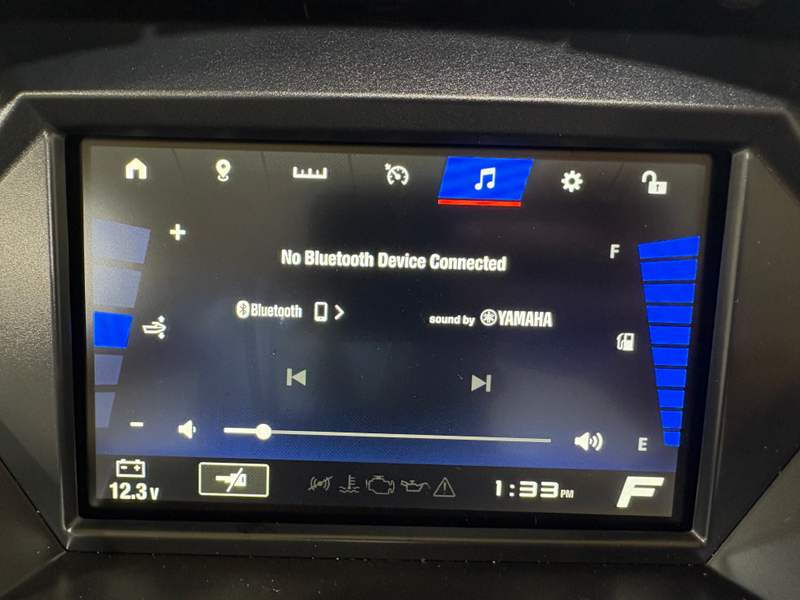 +
No Bluetooth Device Connected
F
Bluetooth
sound by YAMAHA
-
E
12.3 V
1:33 PM
F